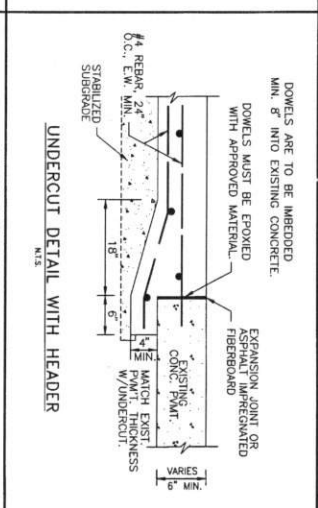 DOWELS ARE TO BE IMBEDDED
MIN. 8" INTO EXISTING CONCRETE.
DOWELS MUST BE EPOXIED
WITH APPROVED MATERIAL.
EXPANSION JOINT OR
ASPHALT IMPREGNATED
FIBERBOARD
#4 REBAR, 24"
O.C., E.W. MIN.
EXISTING
CONC. PVMT.
VARIES
6" MIN.
STABILIZED
SUBGRADE
18"
6"
4"
MIN.
MATCH EXIST.
PVM'T. THICKNESS
W/UNDERCUT.
UNDERCUT DETAIL WITH HEADER
N.T.S.